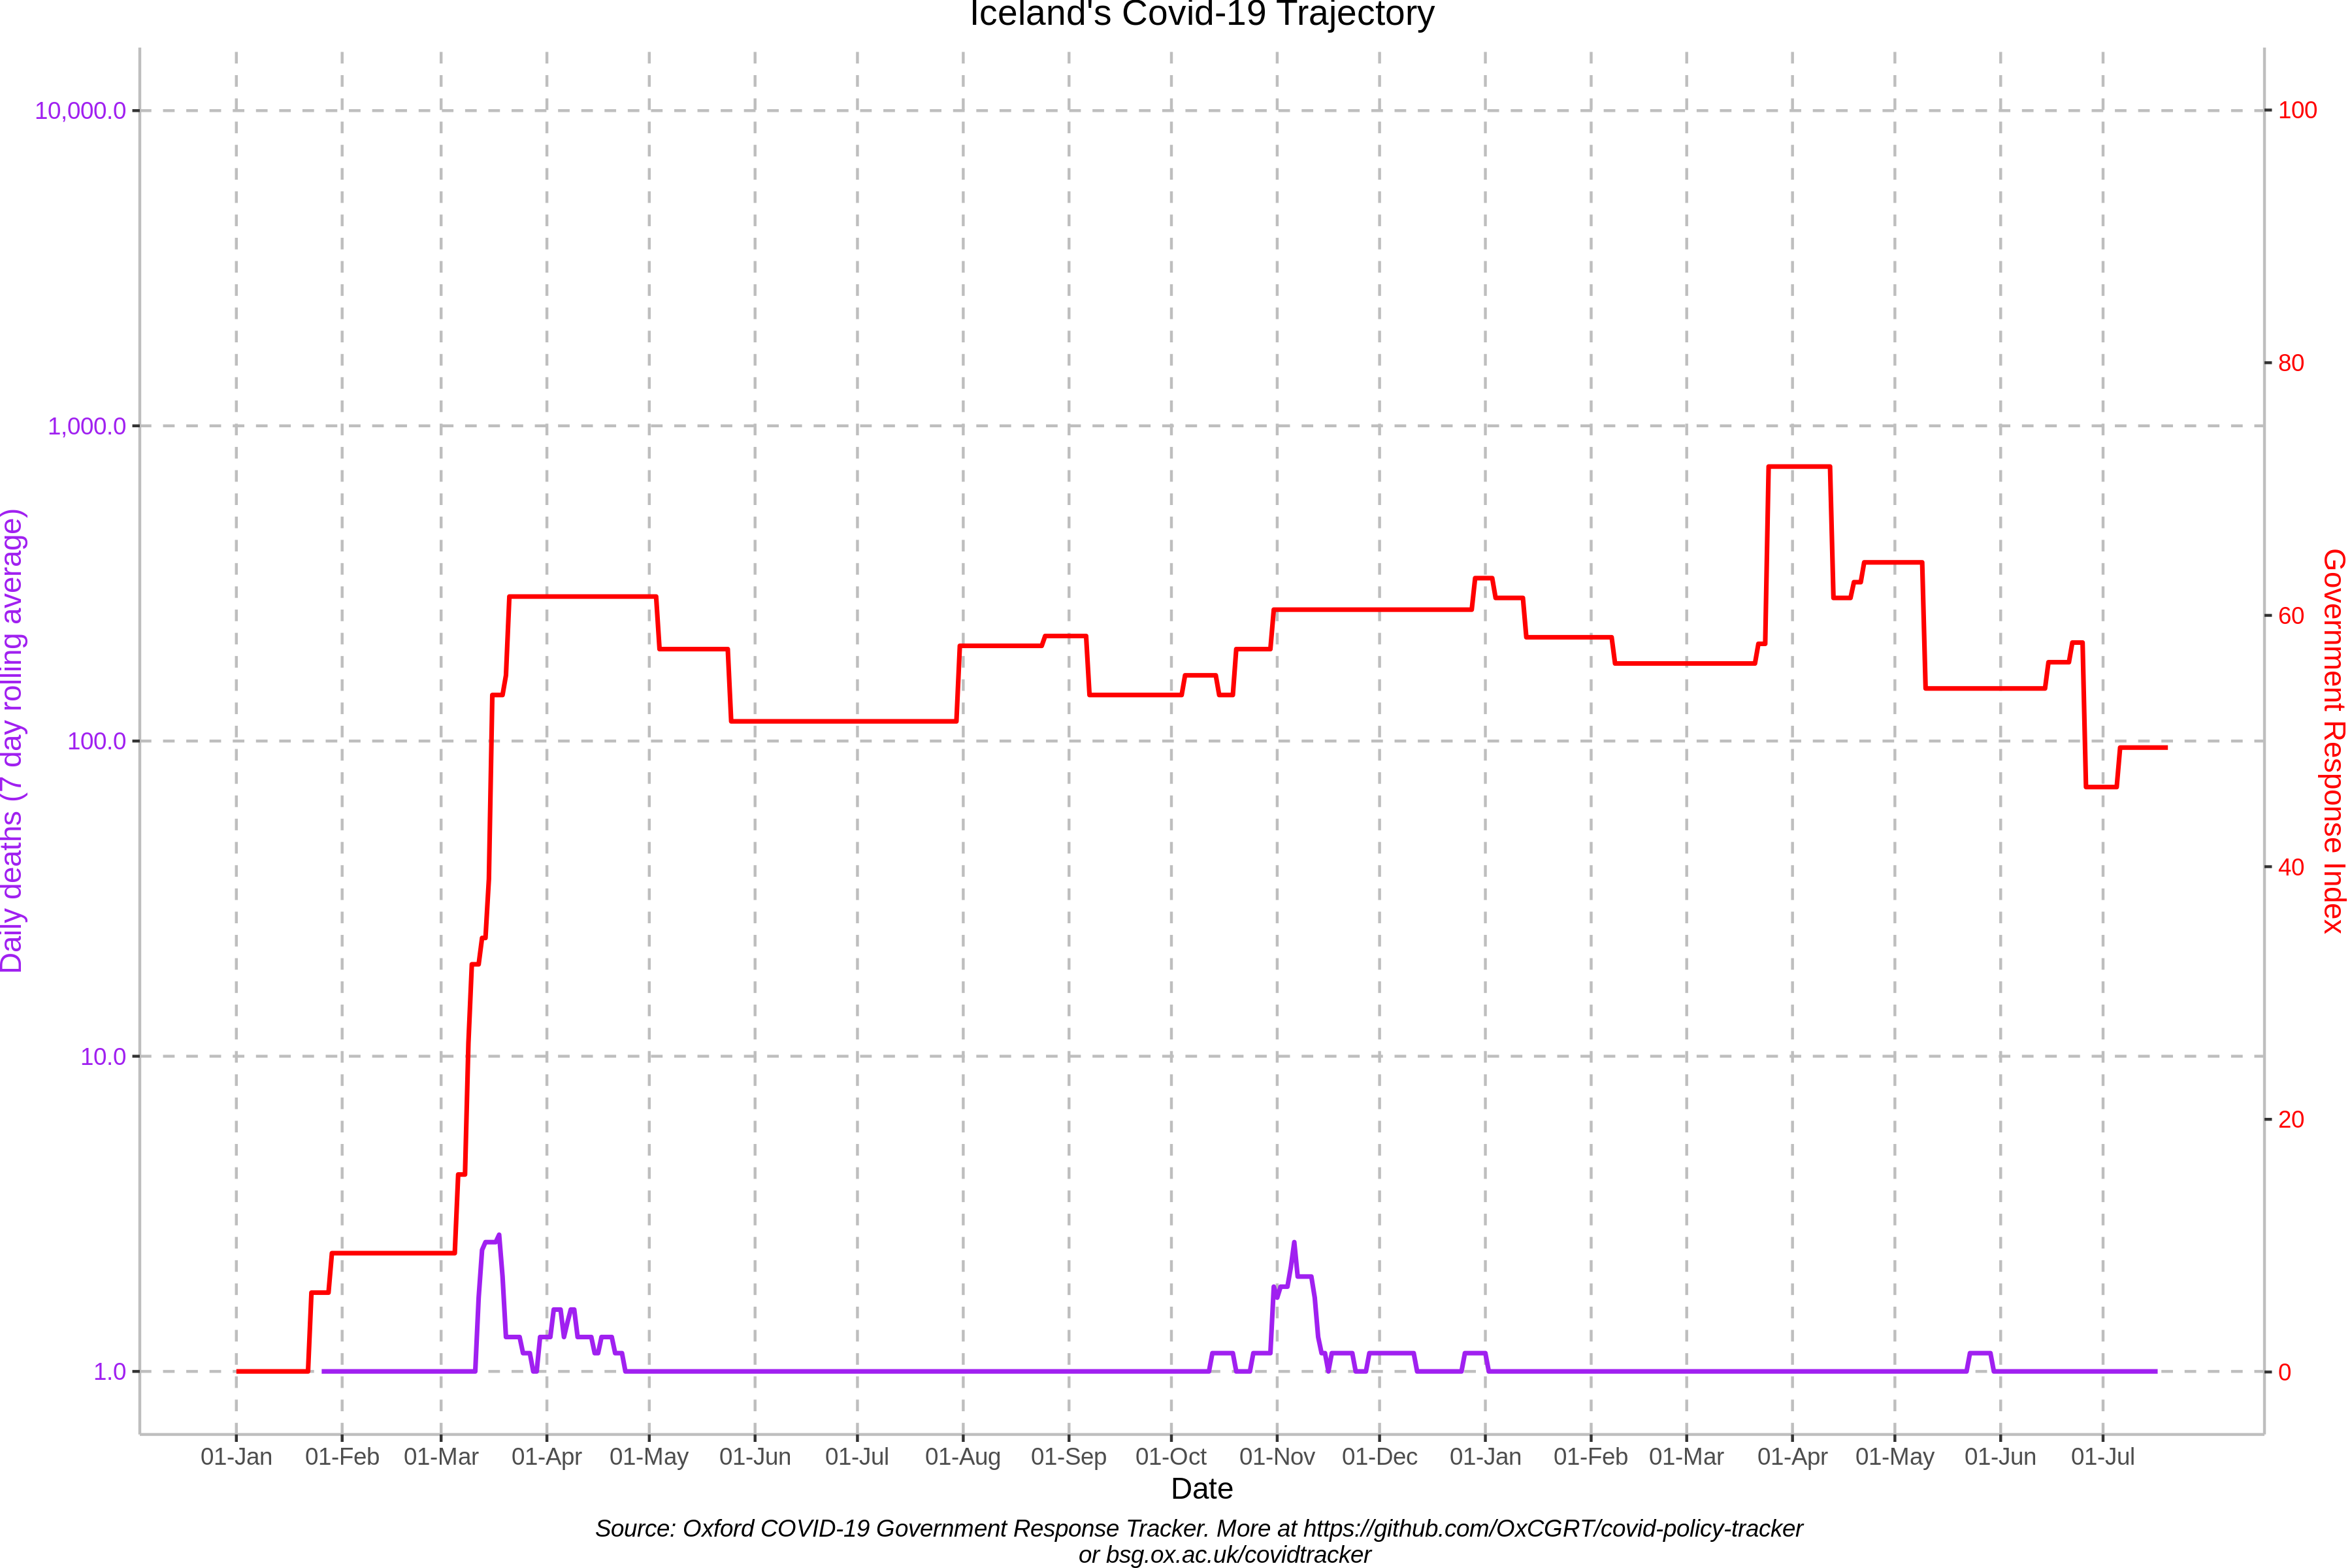 Iceland's Covid-19 Trajectory
10,000.0
1,000.0
100.0
10.0
1.0
Daily deaths (7 day rolling average)
100
80
60
40
20
0
Government Response Index
01-Jan 01-Feb 01-Mar 01-Apr 01-May 01-Jun 01-Jul 01-Aug 01-Sep 01-Oct 01-Nov 01-Dec 01-Jan 01-Feb 01-Mar 01-Apr 01-May 01-Jun 01-Jul
Date
Source: Oxford COVID-19 Government Response Tracker. More at https://github.com/OxCGRT/covid-policy-tracker
or bsg.ox.ac.uk/covidtracker